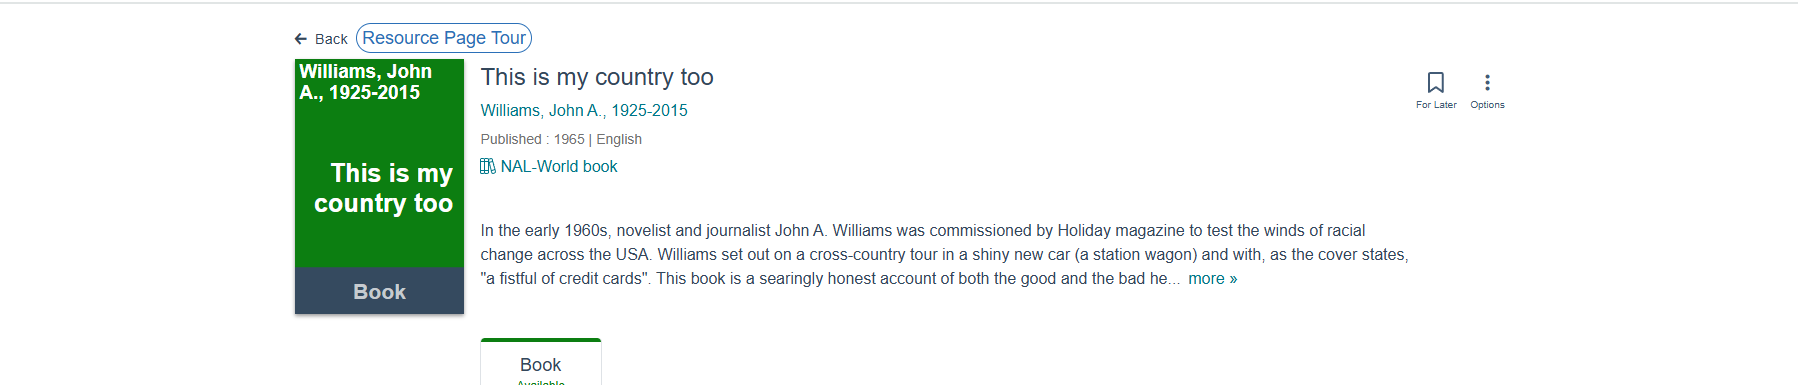 Back Resource Page Tour
Williams, John
A., 1925-2015
This is my
country too
Book
This is my country too
Williams, John A., 1925-2015
Published : 1965 | English
NAL-World book
For Later Options
In the early 1960s, novelist and journalist John A. Williams was commissioned by Holiday magazine to test the winds of racial
change across the USA. Williams set out on a cross-country tour in a shiny new car (a station wagon) and with, as the cover states,
"a fistful of credit cards". This book is a searingly honest account of both the good and the bad he... more »
Book
Available